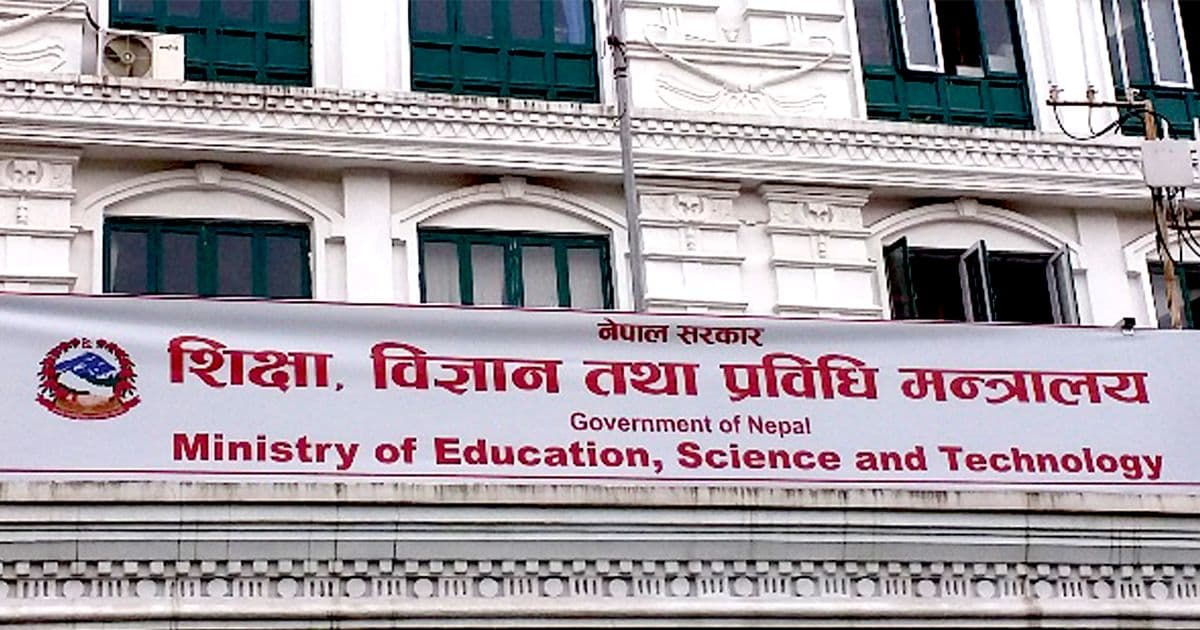 नेपाल सरकार
शिक्षा, विज्ञान तथा प्रविधि मन्त्रालय
Government of Nepal
Ministry of Education, Science and Technology